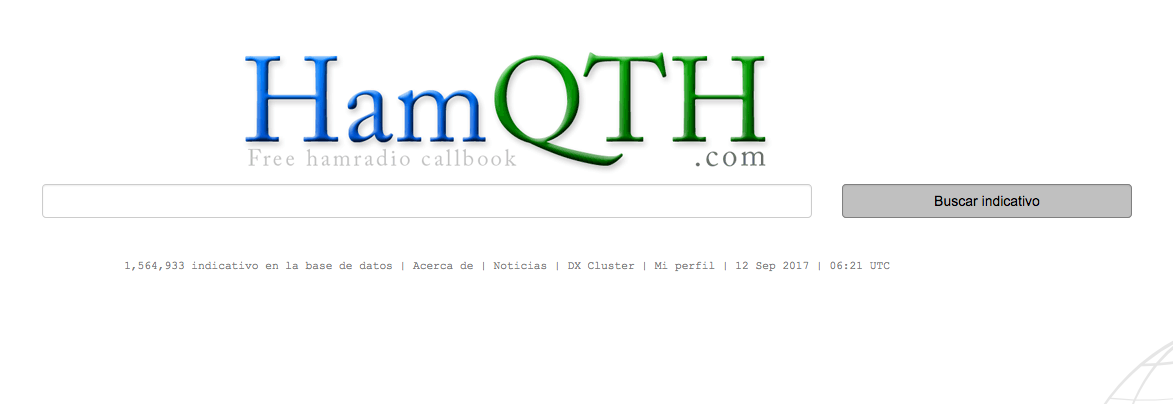 HamQTH
Free hamradio callbook .com
Buscar indicativo
1,564,933 indicativo en la base de datos | Acerca de | Noticias | DX Cluster | Mi perfil | 12 Sep 2017 | 06:21 UTC